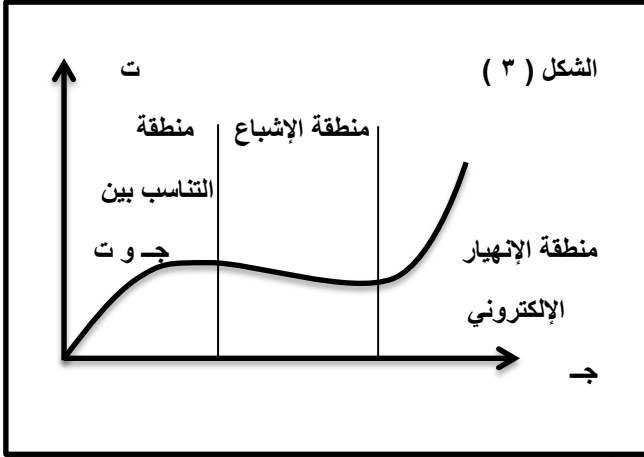 الشكل ( ٣ )
ت
منطقة
التناسب بين
جـ و ت
منطقة الإشباع
منطقة الإنهيار
الإلكتروني
جـ